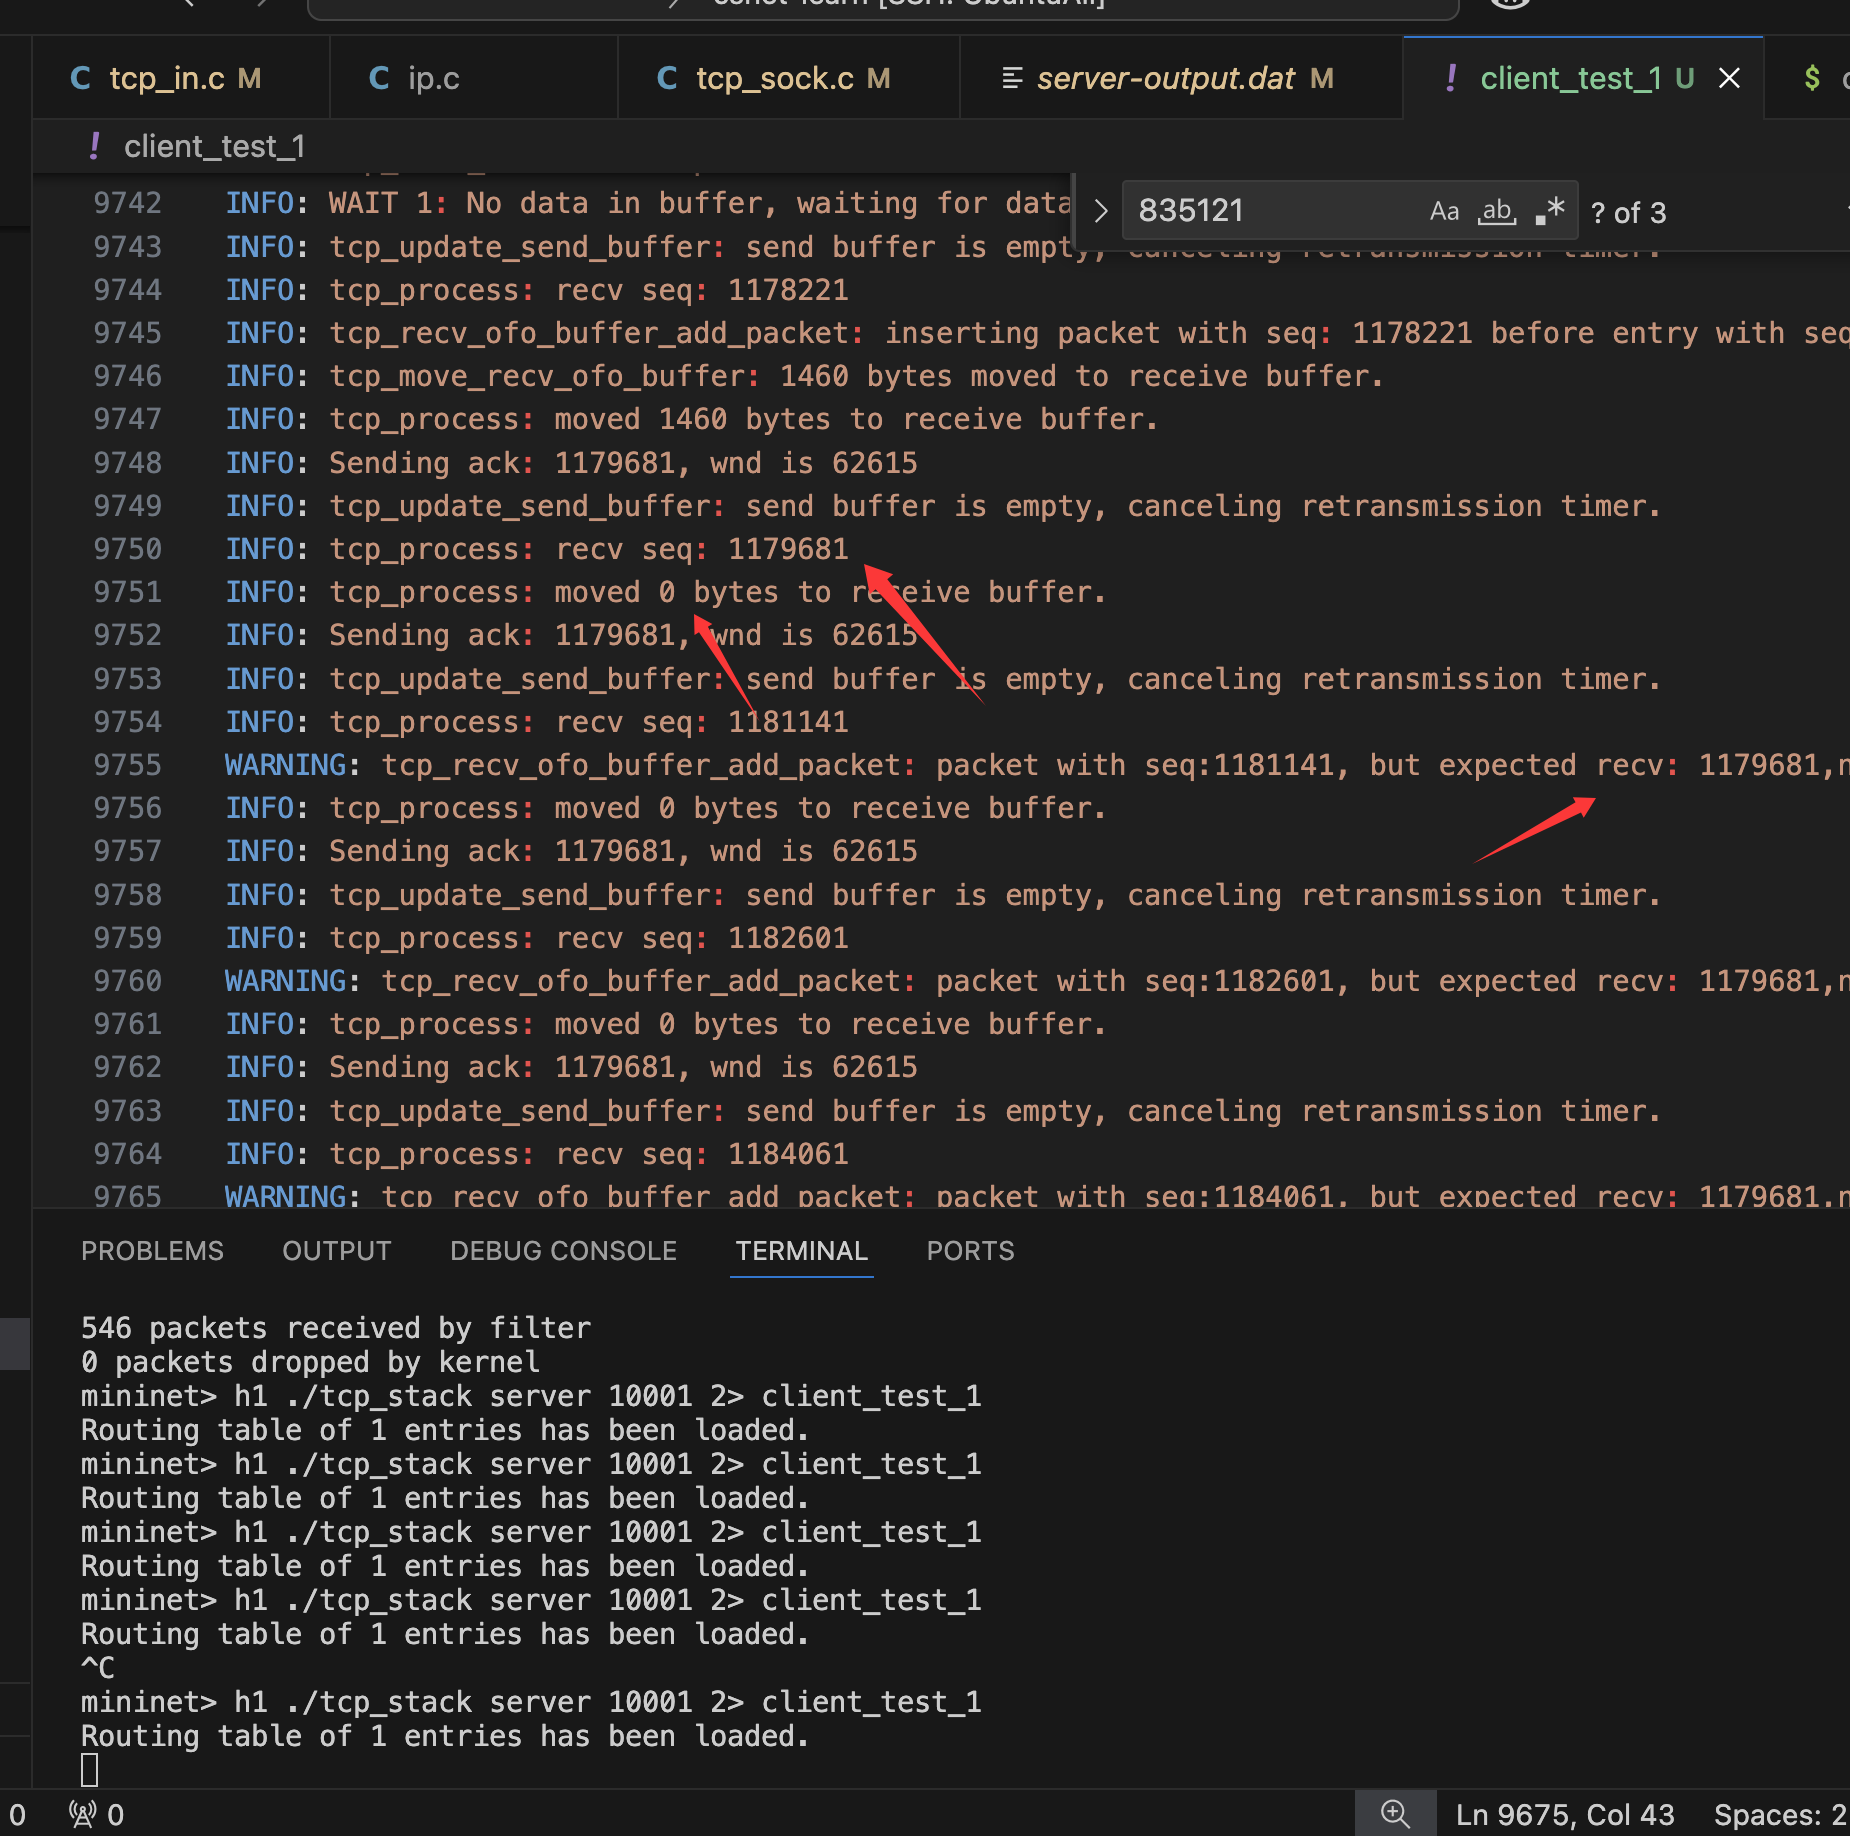 tcp_in.c M
ip.c
tcp_sock.c M
server-output.dat M
client_test_1 U
client_test_1
835121
Aa ab .* ? of 3
9742 INFO: WAIT 1: No data in buffer, waiting for data
9743 INFO: tcp_update_send_buffer: send buffer is empty, canceling retransmission timer.
9744 INFO: tcp_process: recv seq: 1178221
9745 INFO: tcp_recv_ofo_buffer_add_packet: inserting packet with seq: 1178221 before entry with seq
9746 INFO: tcp_move_recv_ofo_buffer: 1460 bytes moved to receive buffer.
9747 INFO: tcp_process: moved 1460 bytes to receive buffer.
9748 INFO: Sending ack: 1179681, wnd is 62615
9749 INFO: tcp_update_send_buffer: send buffer is empty, canceling retransmission timer.
9750 INFO: tcp_process: recv seq: 1179681
9751 INFO: tcp_process: moved 0 bytes to receive buffer.
9752 INFO: Sending ack: 1179681, wnd is 62615
9753 INFO: tcp_update_send_buffer: send buffer is empty, canceling retransmission timer.
9754 INFO: tcp_process: recv seq: 1181141
9755 WARNING: tcp_recv_ofo_buffer_add_packet: packet with seq:1181141, but expected recv: 1179681,
9756 INFO: tcp_process: moved 0 bytes to receive buffer.
9757 INFO: Sending ack: 1179681, wnd is 62615
9758 INFO: tcp_update_send_buffer: send buffer is empty, canceling retransmission timer.
9759 INFO: tcp_process: recv seq: 1182601
9760 WARNING: tcp_recv_ofo_buffer_add_packet: packet with seq:1182601, but expected recv: 1179681,
9761 INFO: tcp_process: moved 0 bytes to receive buffer.
9762 INFO: Sending ack: 1179681, wnd is 62615
9763 INFO: tcp_update_send_buffer: send buffer is empty, canceling retransmission timer.
9764 INFO: tcp_process: recv seq: 1184061
9765 WARNING: tcp_recv_ofo_buffer_add_packet: packet with seq:1184061, but expected recv: 1179681,
PROBLEMS OUTPUT DEBUG CONSOLE TERMINAL PORTS
546 packets received by filter
0 packets dropped by kernel
mininet> h1 ./tcp_stack server 10001 2> client_test_1
Routing table of 1 entries has been loaded.
mininet> h1 ./tcp_stack server 10001 2> client_test_1
Routing table of 1 entries has been loaded.
mininet> h1 ./tcp_stack server 10001 2> client_test_1
Routing table of 1 entries has been loaded.
mininet> h1 ./tcp_stack server 10001 2> client_test_1
Routing table of 1 entries has been loaded.
^C
mininet> h1 ./tcp_stack server 10001 2> client_test_1
Routing table of 1 entries has been loaded.
0 0 Ln 9675, Col 43 Spaces: 2